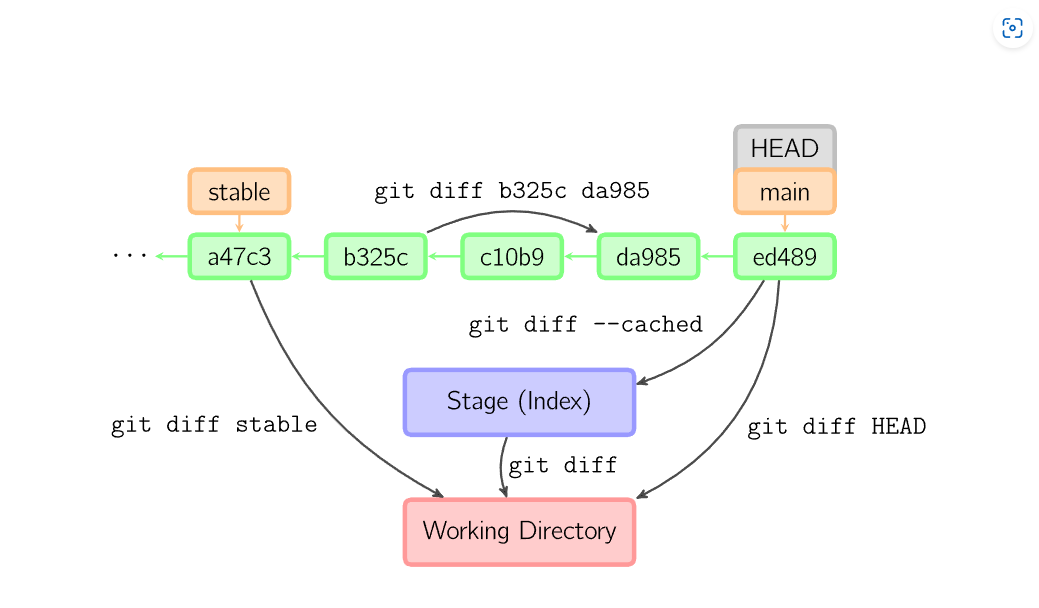 HEAD
stable
main
git diff b325c da985
...
a47c3
b325c
c10b9
da985
ed489
git diff --cached
Stage (Index)
git diff stable
git diff HEAD
git diff
Working Directory